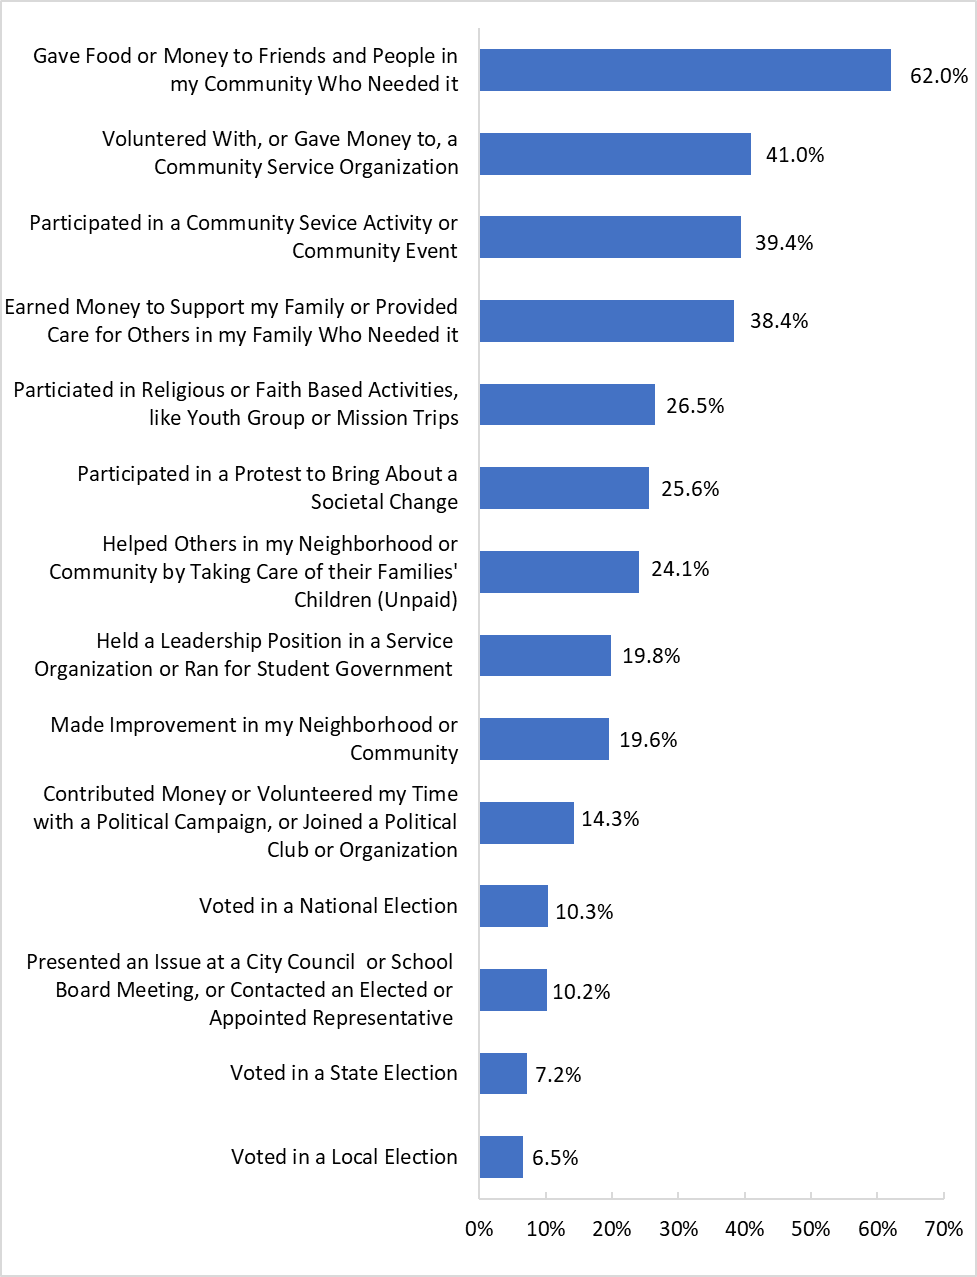 Gave Food or Money to Friends and People in
my Community Who Needed it
62.0%
Voluntered With, or Gave Money to, a
Community Service Organization
41.0%
Participated in a Community Sevice Activity or
Community Event
39.4%
Earned Money to Support my Family or Provided
Care for Others in my Family Who Needed it
38.4%
Particiated in Religious or Faith Based Activities,
like Youth Group or Mission Trips
26.5%
Participated in a Protest to Bring About a
Societal Change
25.6%
Helped Others in my Neighborhood or
Community by Taking Care of their Families'
Children (Unpaid)
24.1%
Held a Leadership Position in a Service
Organization or Ran for Student Government
19.8%
Made Improvement in my Neighborhood or
Community
19.6%
Contributed Money or Volunteered my Time
with a Political Campaign, or Joined a Political
Club or Organization
14.3%
Voted in a National Election
10.3%
Presented an Issue at a City Council  or School
Board Meeting, or Contacted an Elected or
Appointed Representative
10.2%
Voted in a State Election
7.2%
Voted in a Local Election
6.5%
0% 10% 20% 30% 40% 50% 60% 70%